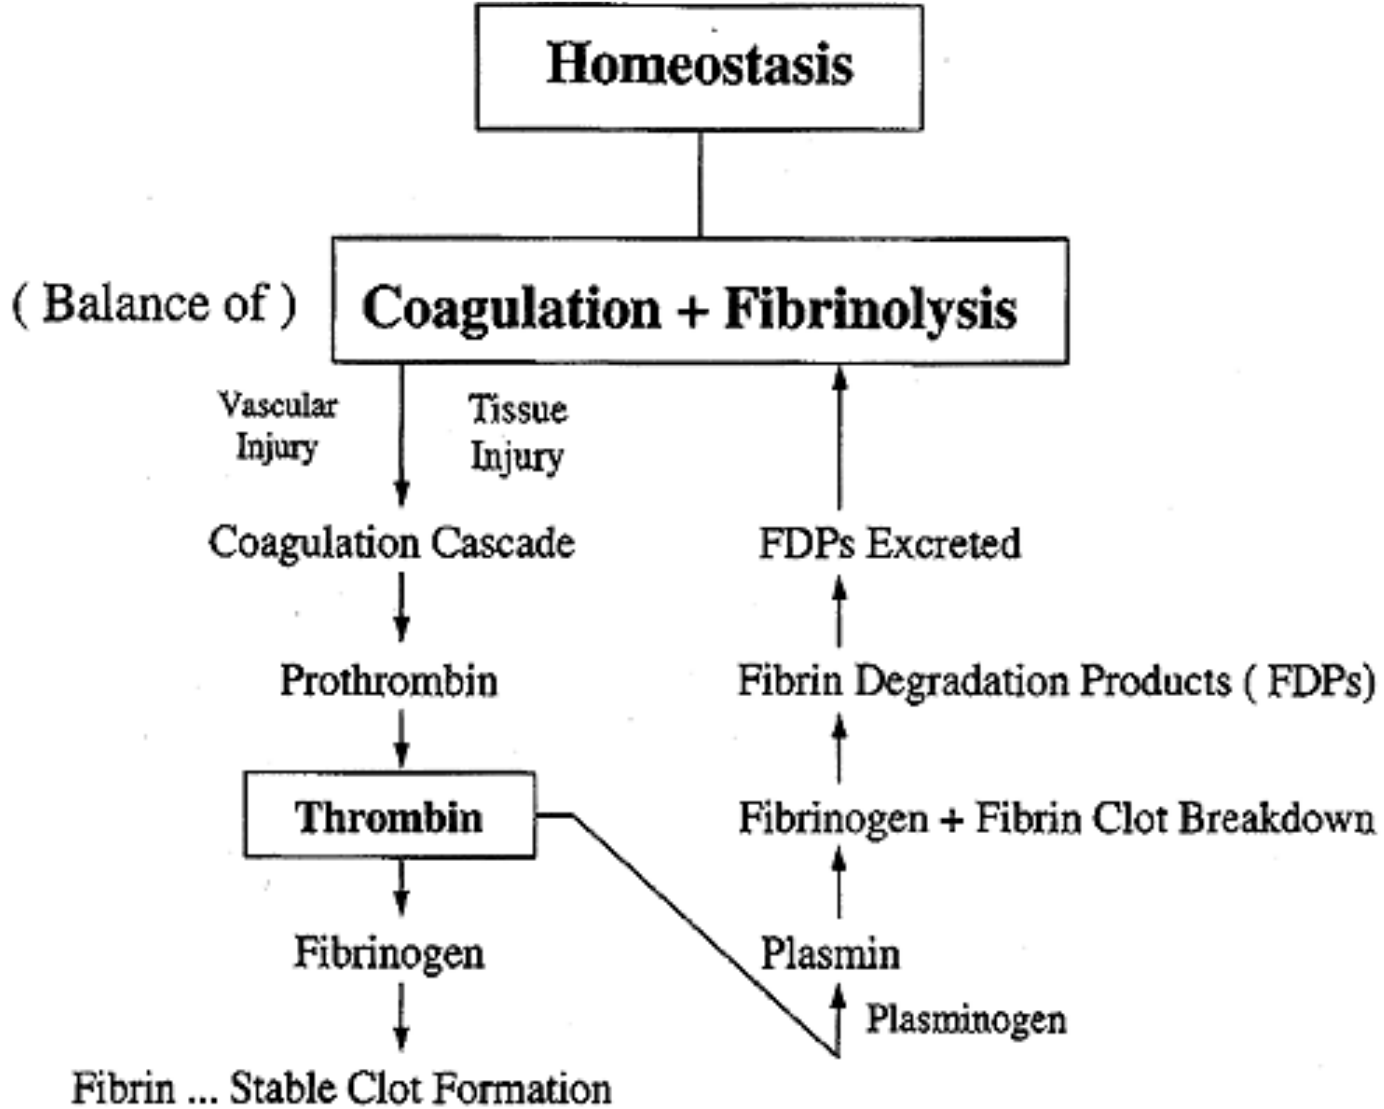 Homeostasis
( Balance of )
Coagulation + Fibrinolysis
Vascular
Injury
Tissue
Injury
Coagulation Cascade
Prothrombin
Thrombin
Fibrinogen
Fibrin ... Stable Clot Formation
FDPs Excreted
Fibrin Degradation Products ( FDPs)
Fibrinogen + Fibrin Clot Breakdown
Plasmin
Plasminogen